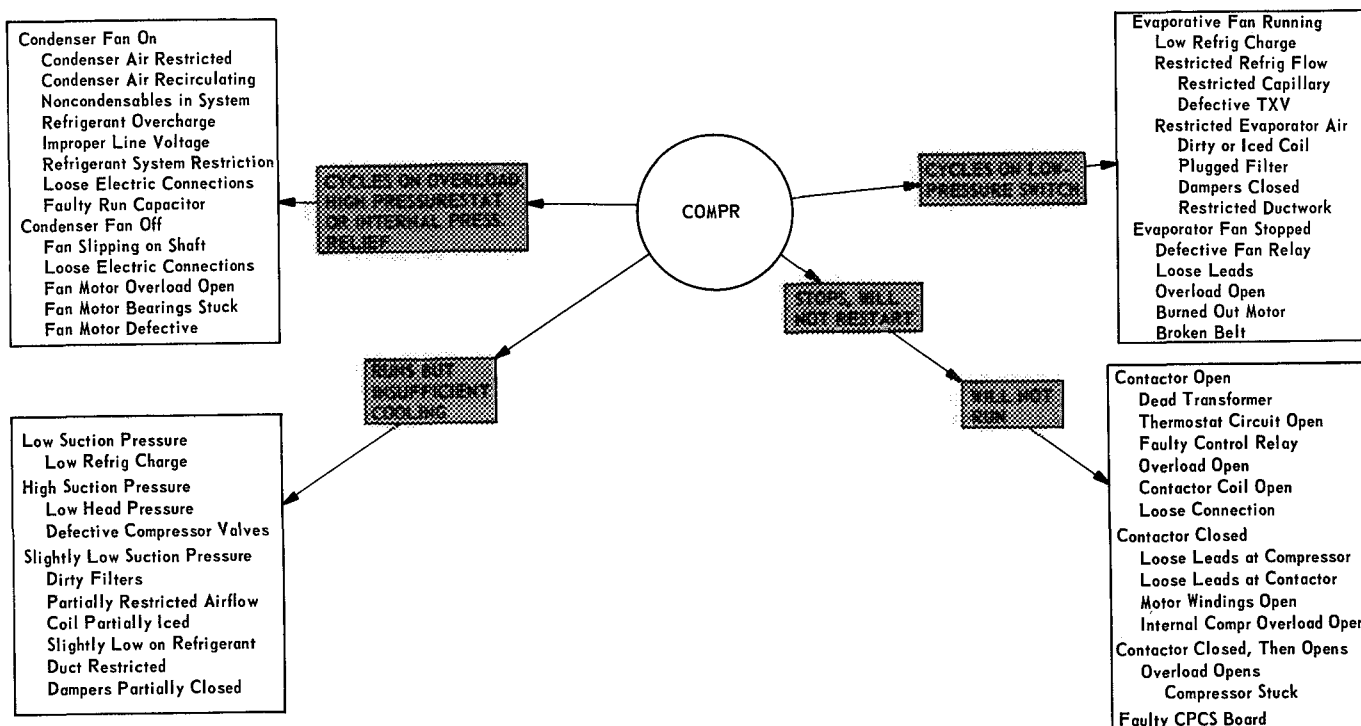 Condenser Fan On
Condenser Air Restricted
Condenser Air Recirculating
Noncondensables in System
Refrigerant Overcharge
Improper Line Voltage
Refrigerant System Restriction
Loose Electric Connections
Faulty Run Capacitor
Condenser Fan Off
Fan Slipping on Shaft
Loose Electric Connections
Fan Motor Overload Open
Fan Motor Bearings Stuck
Fan Motor Defective
CYCLES ON OVERLOAD
HIGH PRESSURESTAT
OR INTERNAL PRESS.
RELIEF
COMPR
CYCLES ON LOW-
PRESSURE SWITCH
Evaporative Fan Running
Low Refrig Charge
Restricted Refrig Flow
Restricted Capillary
Defective TXV
Restricted Evaporator Air
Dirty or Iced Coil
Plugged Filter
Dampers Closed
Restricted Ductwork
Evaporator Fan Stopped
Defective Fan Relay
Loose Leads
Overload Open
Burned Out Motor
Broken Belt
STOPS, WILL
NOT RESTART
RUNS BUT
INSUFFICIENT
COOLING
WILL NOT
RUN
Low Suction Pressure
Low Refrig Charge
High Suction Pressure
Low Head Pressure
Defective Compressor Valves
Slightly Low Suction Pressure
Dirty Filters
Partially Restricted Airflow
Coil Partially Iced
Slightly Low on Refrigerant
Duct Restricted
Dampers Partially Closed
Contactor Open
Dead Transformer
Thermostat Circuit Open
Faulty Control Relay
Overload Open
Contactor Coil Open
Loose Connection
Contactor Closed
Loose Leads at Compressor
Loose Leads at Contactor
Motor Windings Open
Internal Compr Overload Open
Contactor Closed, Then Opens
Overload Opens
Compressor Stuck
Faulty CPCS Board